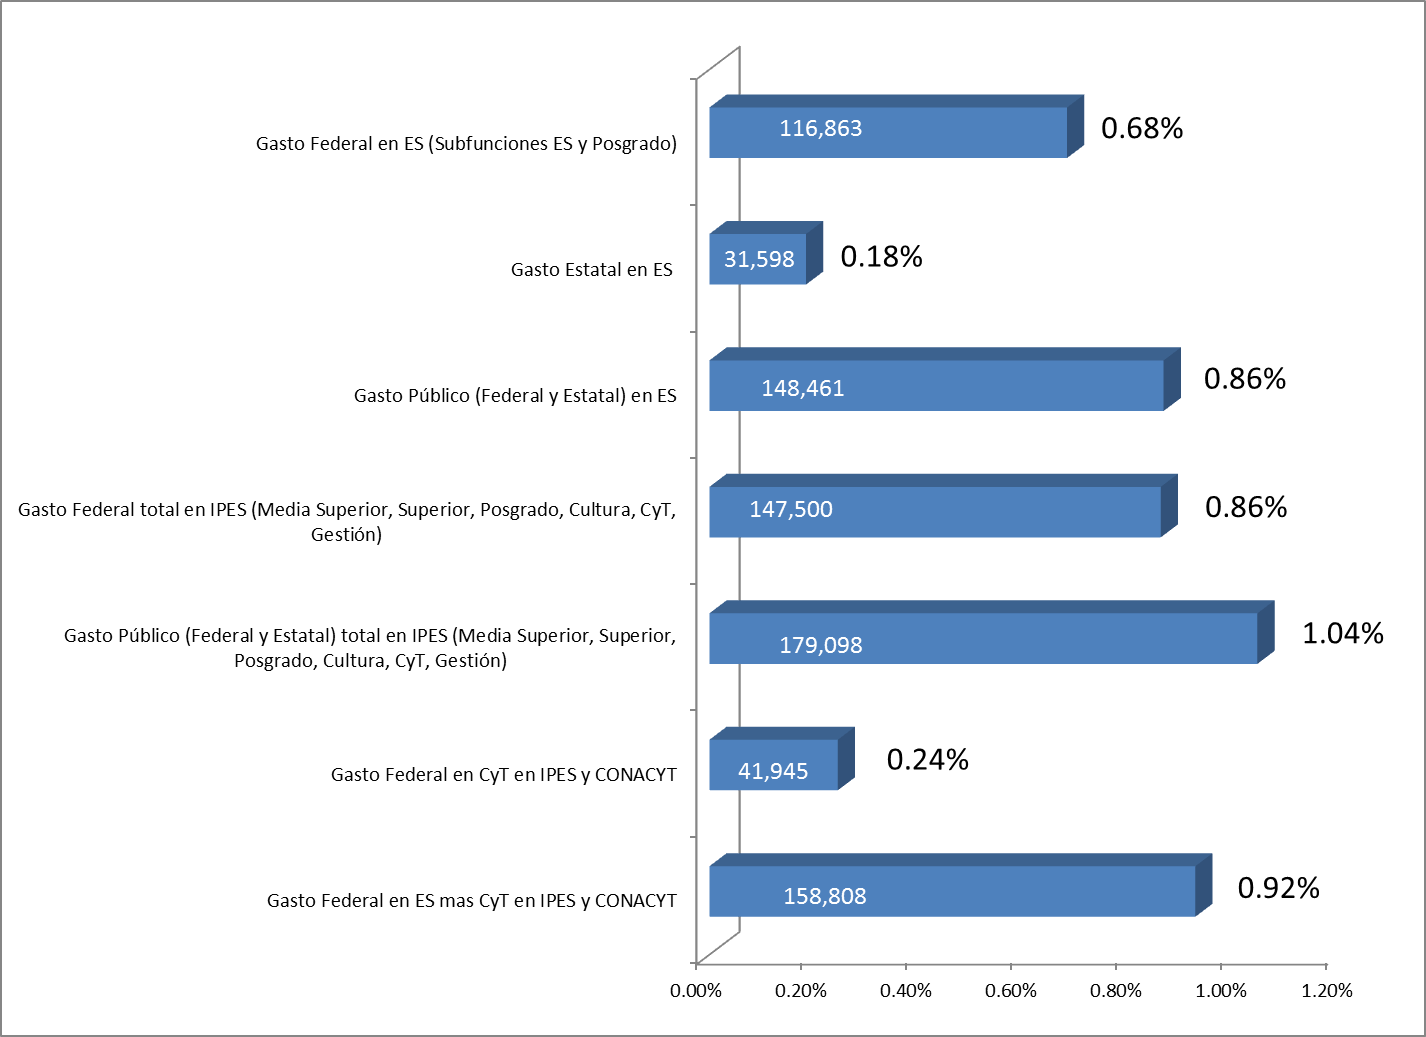 Gasto Federal en ES (Subfunciones ES y Posgrado)
116,863
0.68%
Gasto Estatal en ES
31,598
0.18%
Gasto Público (Federal y Estatal) en ES
148,461
0.86%
Gasto Federal total en IPES (Media Superior, Superior, Posgrado, Cultura, CyT,
Gestión)
147,500
0.86%
Gasto Público (Federal y Estatal) total en IPES (Media Superior, Superior,
Posgrado, Cultura, CyT, Gestión)
179,098
1.04%
Gasto Federal en CyT en IPES y CONACYT
41,945
0.24%
Gasto Federal en ES mas CyT en IPES y CONACYT
158,808
0.92%
0.00% 0.20% 0.40% 0.60% 0.80% 1.00% 1.20%